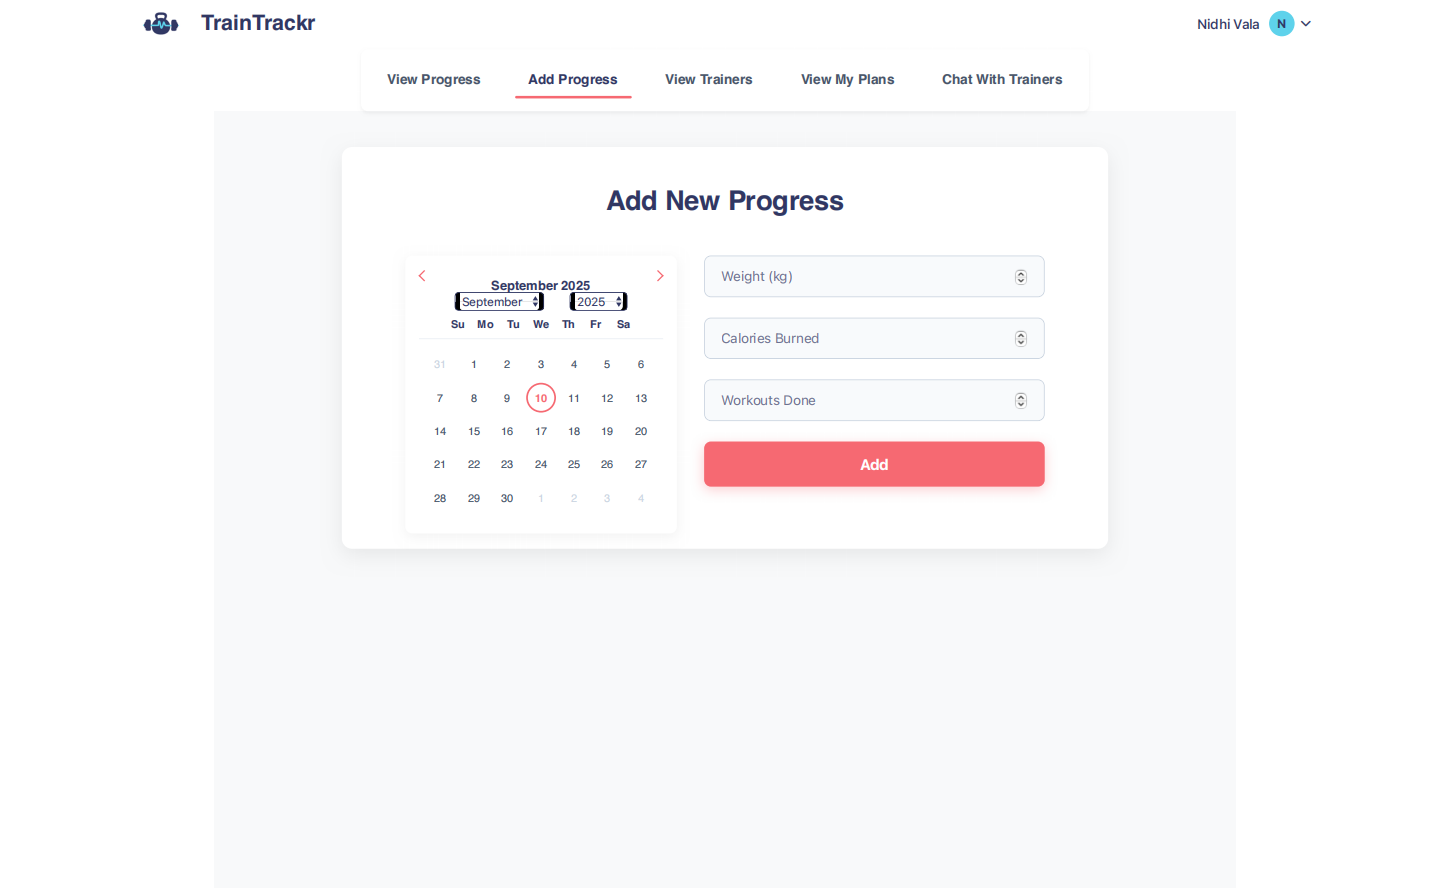 TrainTrackr
Nidhi Vala N
View Progress Add Progress View Trainers View My Plans Chat With Trainers
Add New Progress
September 2025
September 2025
Su Mo Tu We Th Fr Sa
31 1 2 3 4 5 6
7 8 9 10 11 12 13
14 15 16 17 18 19 20
21 22 23 24 25 26 27
28 29 30 1 2 3 4
Weight (kg)
Calories Burned
Workouts Done
Add